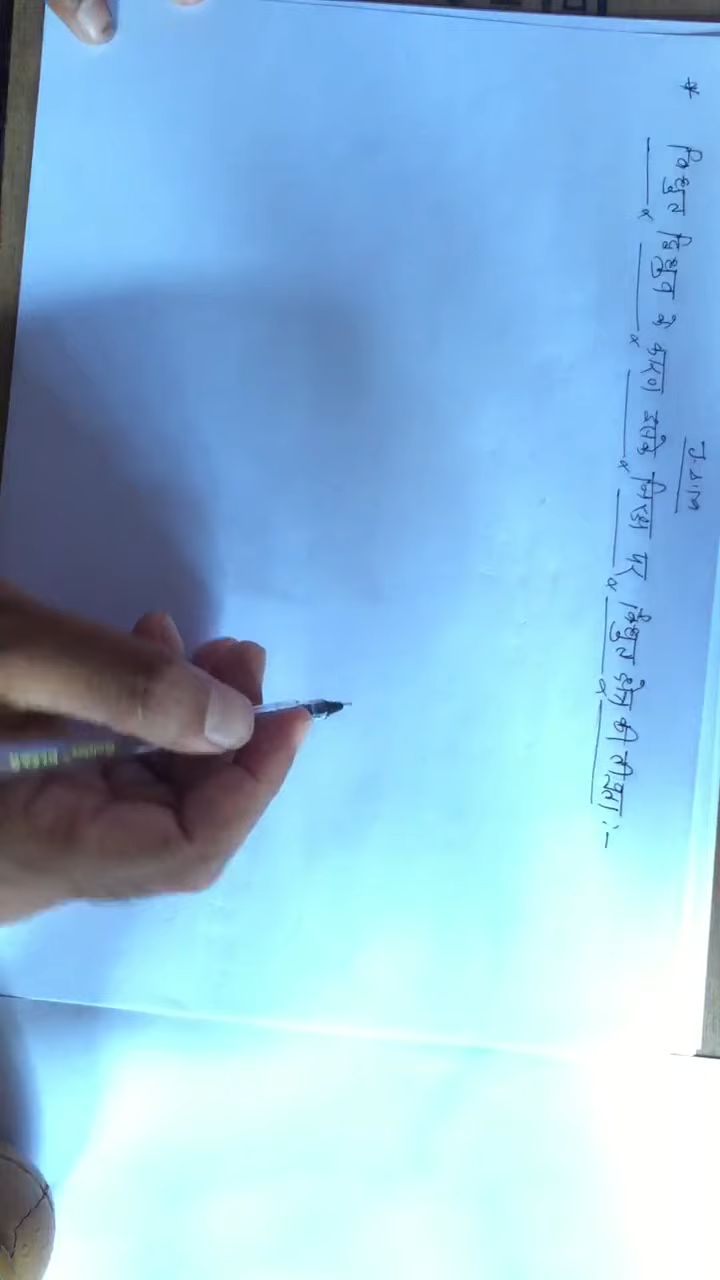 * विद्युत द्विध्रुव के कारण इसके निरक्ष पर विद्युत क्षेत्र की तीव्रता :-